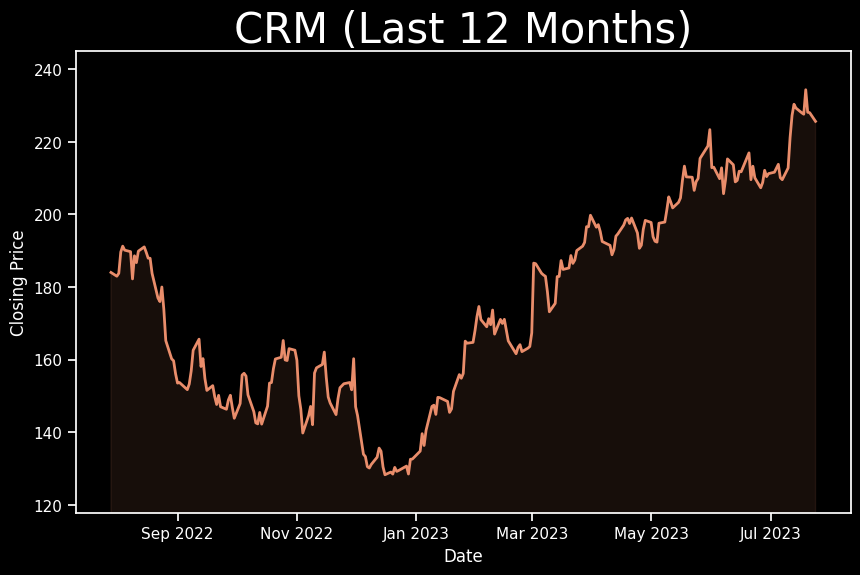 CRM (Last 12 Months)
240
220
200
180
160
140
120
Closing Price
Sep 2022
Nov 2022
Jan 2023
Mar 2023
May 2023
Jul 2023
Date